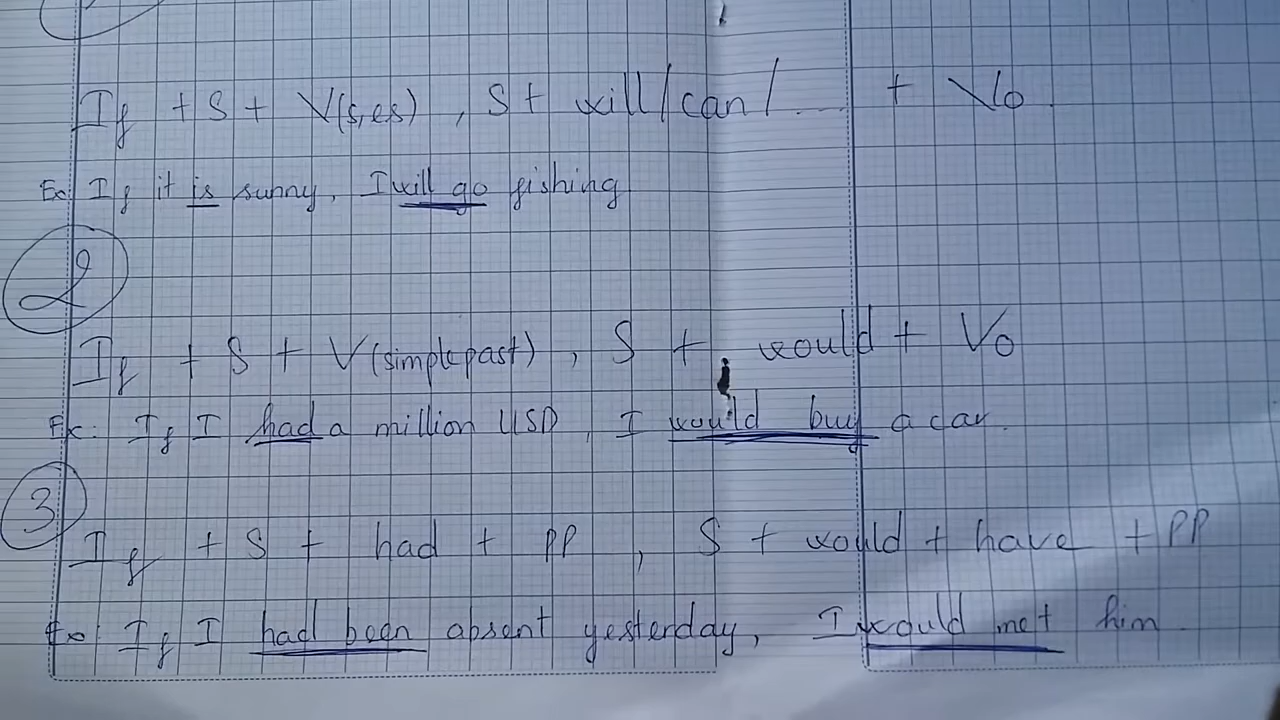 If + S + V(s,es) , S + will/can/..... + Vo
Ex: If it is sunny, I will go fishing
2
If + S + V (simple past) , S + would + Vo
Ex: If I had a million USD, I would buy a car.
3
If + S + had + PP , S + would + have + PP
Ex: If I had been absent yesterday, I would met him.